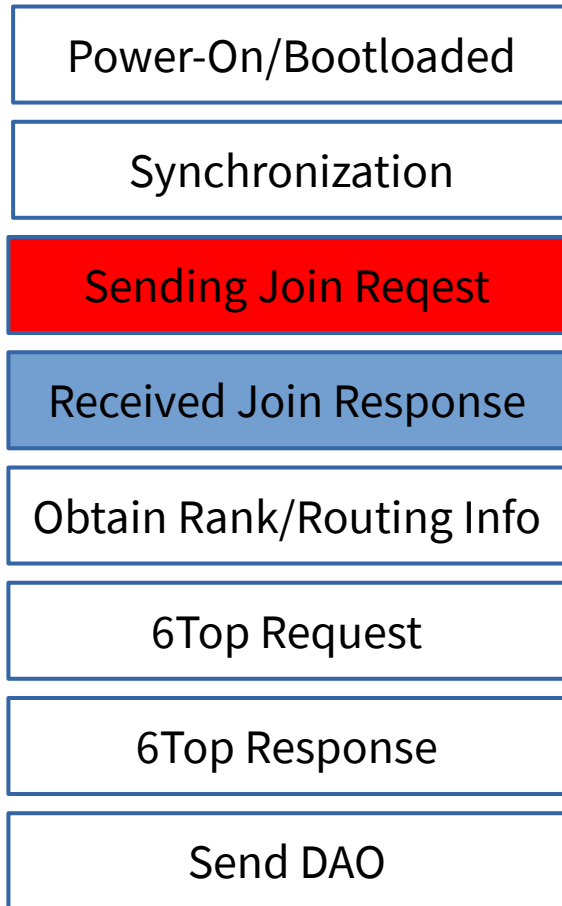 Power-On/Bootloaded
Synchronization
Sending Join Reqest
Received Join Response
Obtain Rank/Routing Info
6Top Request
6Top Response
Send DAO